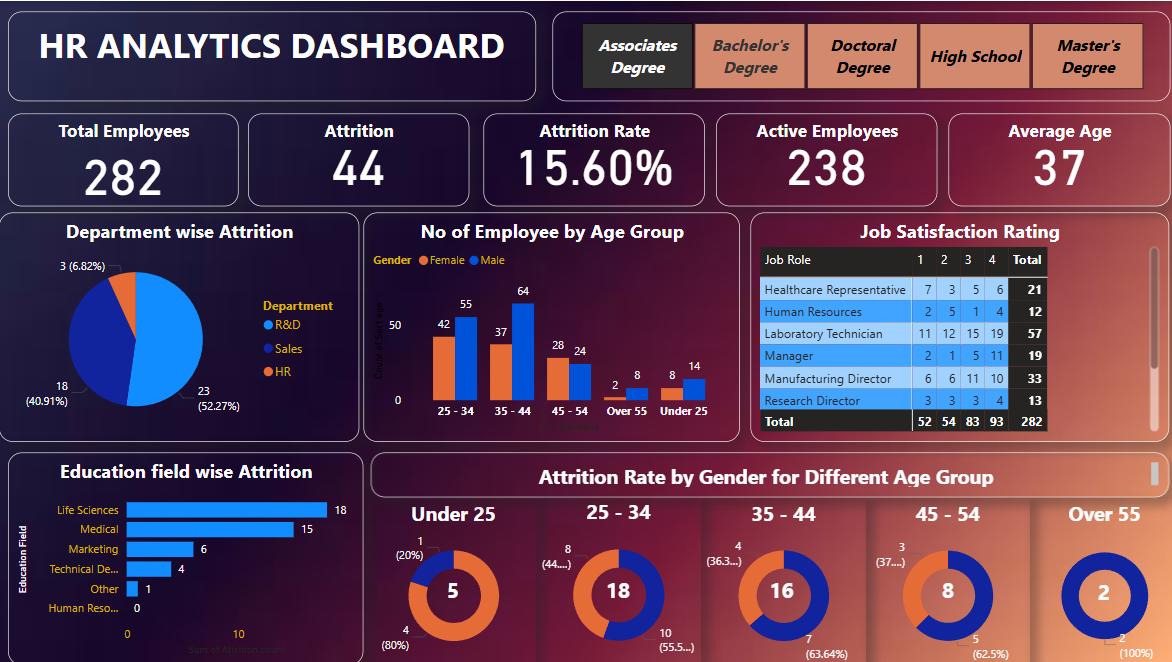 HR ANALYTICS DASHBOARD
Associates
Degree
Bachelor's
Degree
Doctoral
Degree
High School
Master's
Degree
Total Employees
282
Attrition
44
Attrition Rate
15.60%
Active Employees
238
Average Age
37
Department wise Attrition
3 (6.82%)
18
(40.91%)
23
(52.27%)
Department
R&D
Sales
HR
No of Employee by Age Group
Gender Female Male
50
0
42 55
37 64
28 24
2 8
8 14
25 - 34 35 - 44 45 - 54 Over 55 Under 25
Job Satisfaction Rating
Job Role 1 2 3 4 Total
Healthcare Representative 7 3 5 6 21
Human Resources 2 5 1 4 12
Laboratory Technician 11 12 15 19 57
Manager 2 1 5 11 19
Manufacturing Director 6 6 11 10 33
Research Director 3 3 3 4 13
Total 52 54 83 93 282
Education field wise Attrition
Education Field
Life Sciences 18
Medical 15
Marketing 6
Technical De... 4
Other 1
Human Reso... 0
0 10
Sum of Attrition count
Attrition Rate by Gender for Different Age Group
Under 25
1
(20%)
5
4
(80%)
25 - 34
8
(44....)
18
10
(55.5...)
35 - 44
4
(36.3...)
16
7
(63.64%)
45 - 54
3
(37....)
8
5
(62.5%)
Over 55
2
2
(100%)